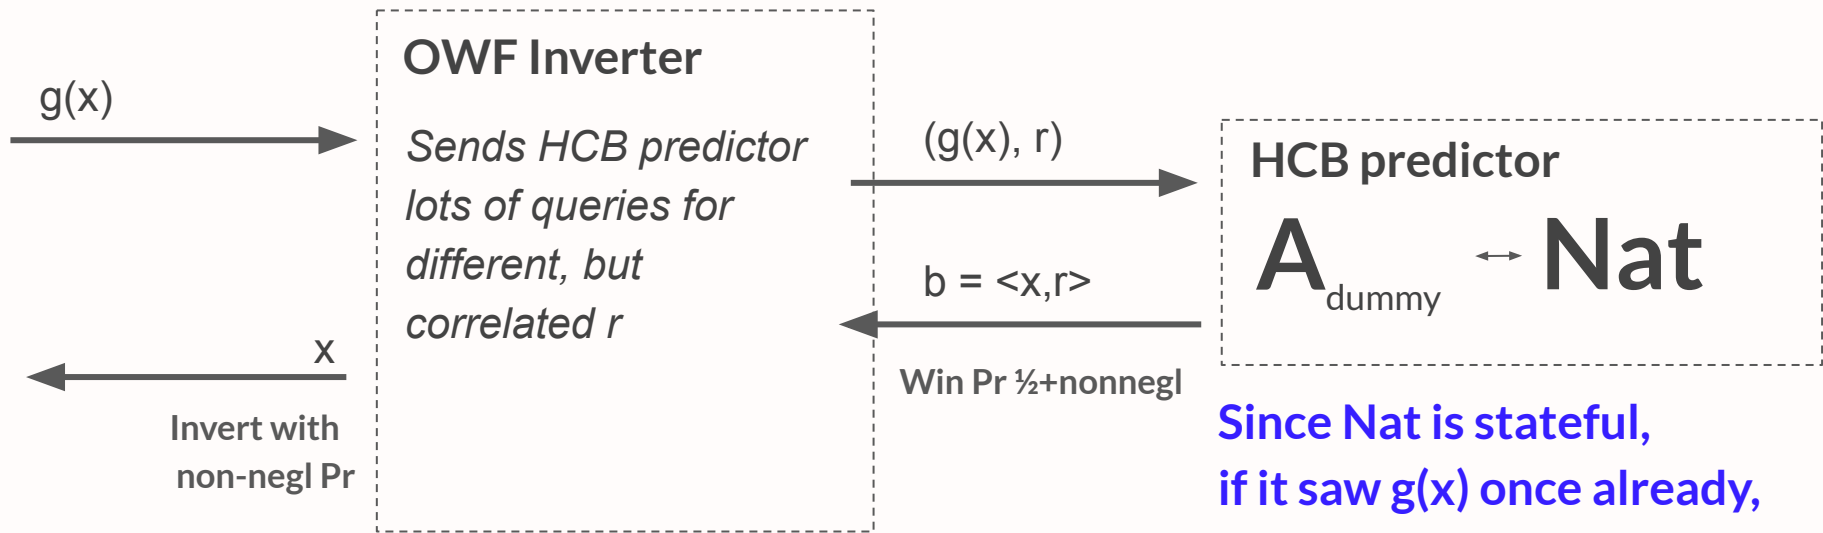 g(x)
OWF Inverter
Sends HCB predictor
lots of queries for
different, but
correlated r
x
Invert with
non-negl Pr
(g(x), r)
b = <x,r>
Win Pr ½+nonnegl
HCB predictor
A dummy ↔ Nat
Since Nat is stateful,
if it saw g(x) once already,